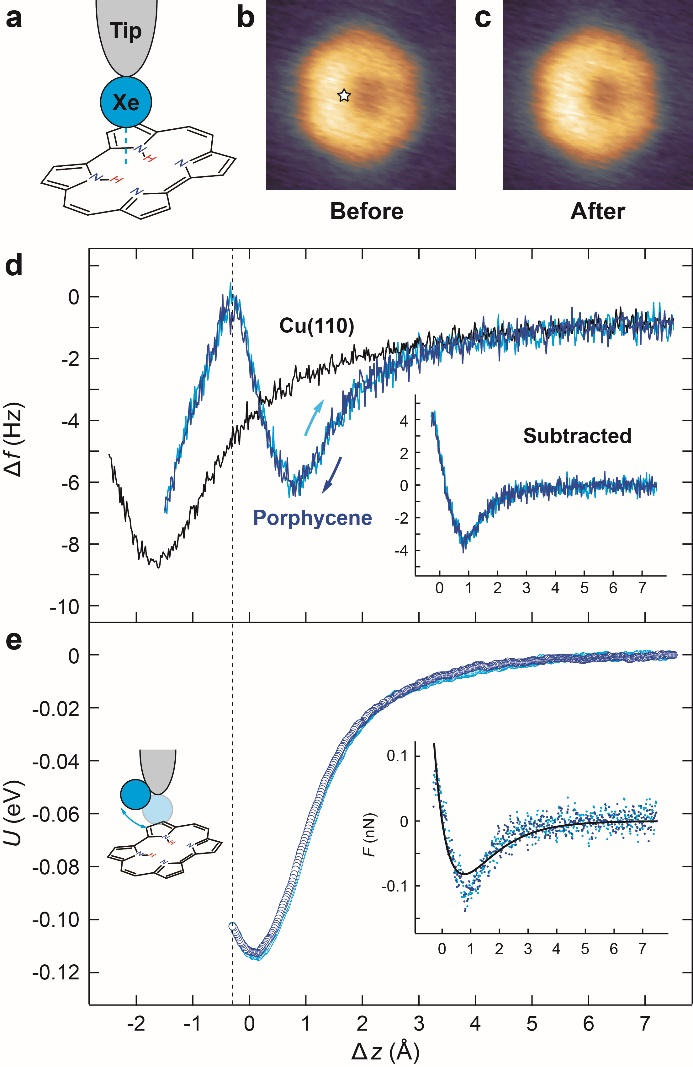 a
Tip
Xe
N
H
N
N
H
N
b
Before
c
After
d
0
-2
-4
-6
-8
-10
Δf (Hz)
Cu(110)
Porphycene
Subtracted
4
2
0
-2
-4
0 1 2 3 4 5 6 7
e
0
-0.02
-0.04
-0.06
-0.08
-0.10
-0.12
U (eV)
N
H
N
N
H
N
0.1
0
-0.1
F (nN)
0 1 2 3 4 5 6 7
-2 -1 0 1 2 3 4 5 6 7
Δz (Å)